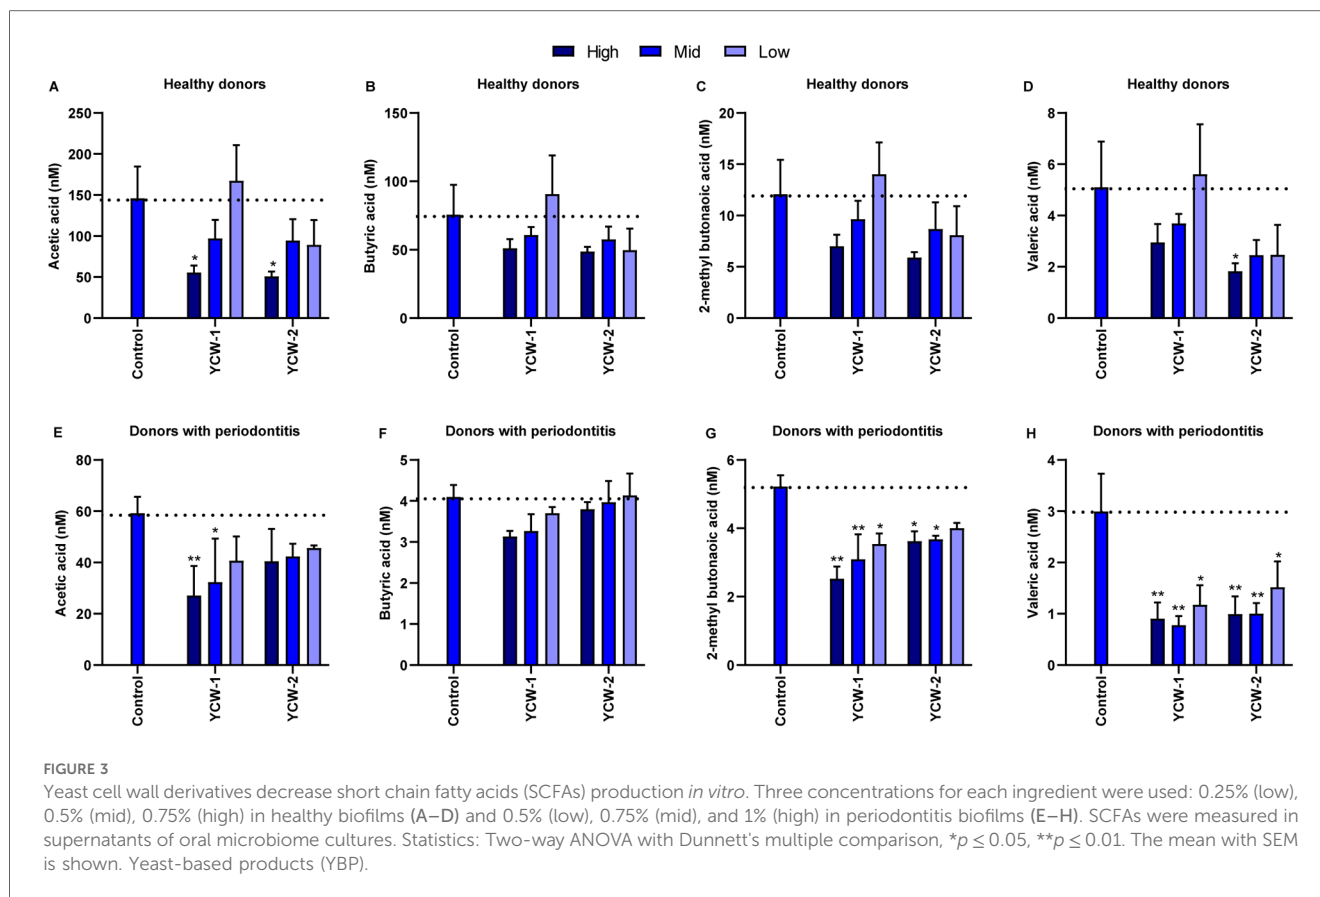 High Mid Low
A Healthy donors
Acetic acid (nM)
250
200
150
100
50
0
* *
Control YCW-1 YCW-2
B Healthy donors
Butyric acid (nM)
150
100
50
0
Control YCW-1 YCW-2
C Healthy donors
2-methyl butonaoic acid (nM)
20
15
10
5
0
Control YCW-1 YCW-2
D Healthy donors
Valeric acid (nM)
8
6
4
2
0
*
Control YCW-1 YCW-2
E Donors with periodontitis
Acetic acid (nM)
80
60
40
20
0
** *
Control YCW-1 YCW-2
F Donors with periodontitis
Butyric acid (nM)
5
4
3
2
1
0
Control YCW-1 YCW-2
G Donors with periodontitis
2-methyl butonaoic acid (nM)
6
4
2
0
** ** * * *
Control YCW-1 YCW-2
H Donors with periodontitis
Valeric acid (nM)
4
3
2
1
0
** ** * ** ** *
Control YCW-1 YCW-2
FIGURE 3
Yeast cell wall derivatives decrease short chain fatty acids (SCFAs) production in vitro. Three concentrations for each ingredient were used: 0.25% (low),
0.5% (mid), 0.75% (high) in healthy biofilms (A–D) and 0.5% (low), 0.75% (mid), and 1% (high) in periodontitis biofilms (E–H). SCFAs were measured in
supernatants of oral microbiome cultures. Statistics: Two-way ANOVA with Dunnett's multiple comparison, *p ≤ 0.05, **p ≤ 0.01. The mean with SEM
is shown. Yeast-based products (YBP).